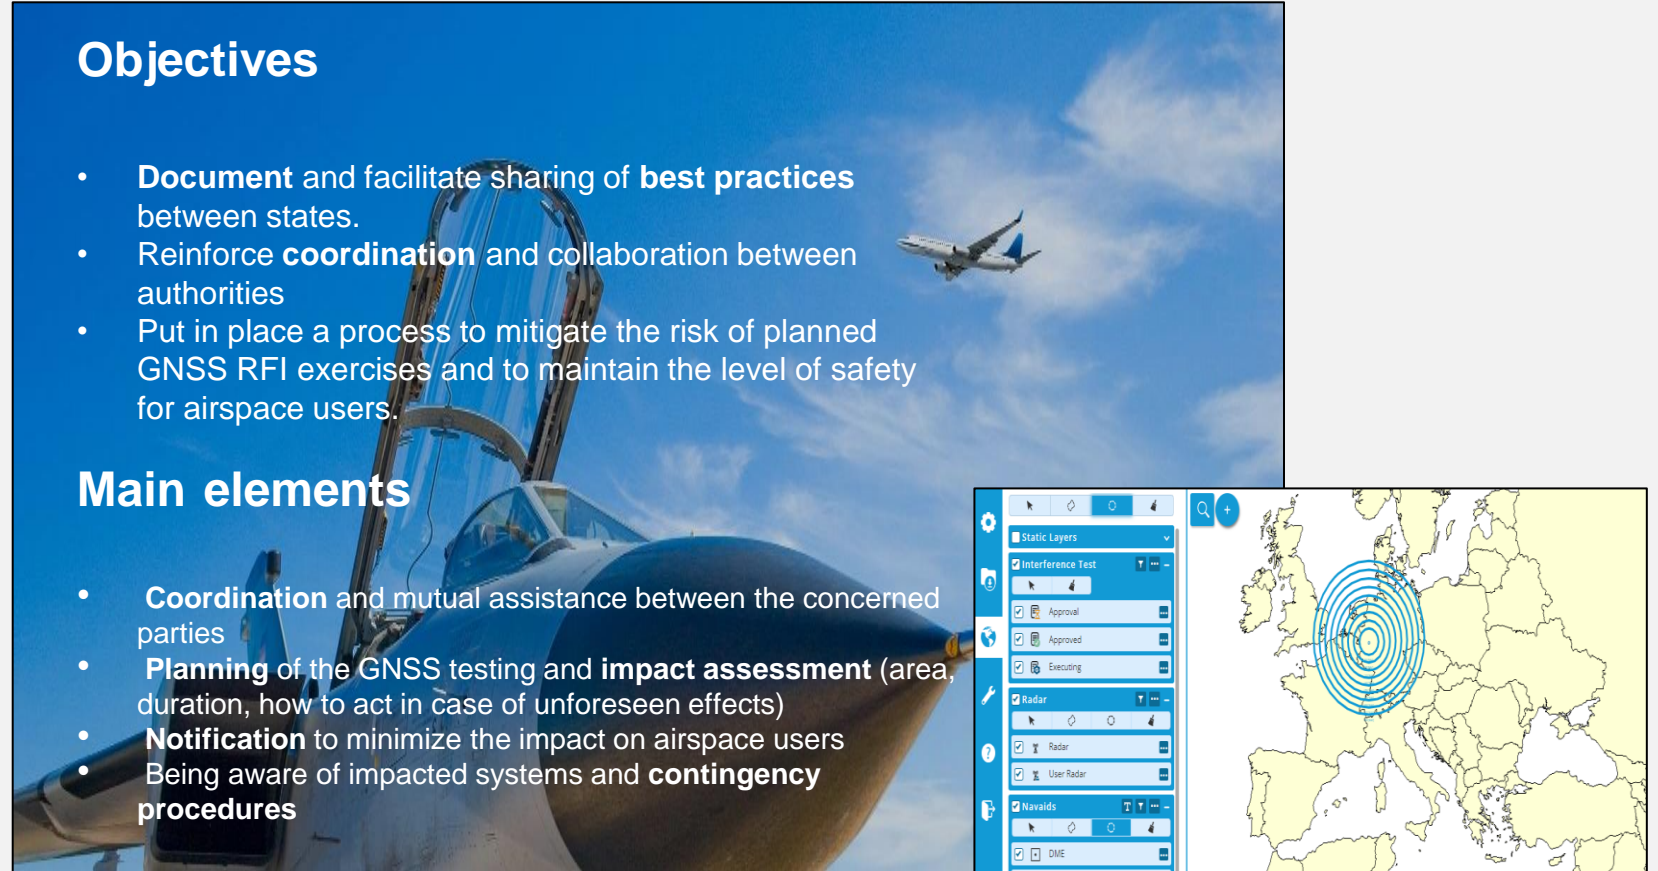 Objectives
• Document and facilitate sharing of best practices
between states.
• Reinforce coordination and collaboration between
authorities
• Put in place a process to mitigate the risk of planned
GNSS RFI exercises and to maintain the level of safety
for airspace users.
Main elements
• Coordination and mutual assistance between the concerned
parties
• Planning of the GNSS testing and impact assessment (area,
duration, how to act in case of unforeseen effects)
• Notification to minimize the impact on airspace users
• Being aware of impacted systems and contingency
procedures
Static Layers
Interference Test
Approval
Approved
Executing
Radar
Radar
User Radar
Navaids
DME